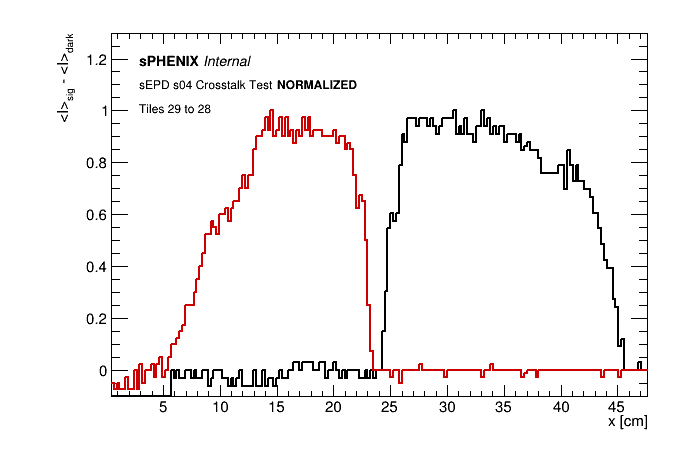 <I>sig - <I>dark
sPHENIX Internal
sEPD s04 Crosstalk Test NORMALIZED
Tiles 29 to 28
1.2
1
0.8
0.6
0.4
0.2
0
5 10 15 20 25 30 35 40 45
x [cm]